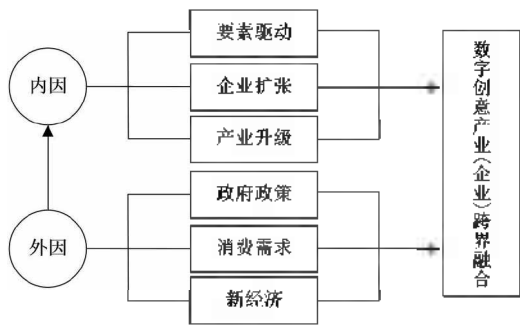 内因
要素驱动
企业扩张
产业升级
外因
政府政策
消费需求
新经济
数字创意产业(企业)跨界融合